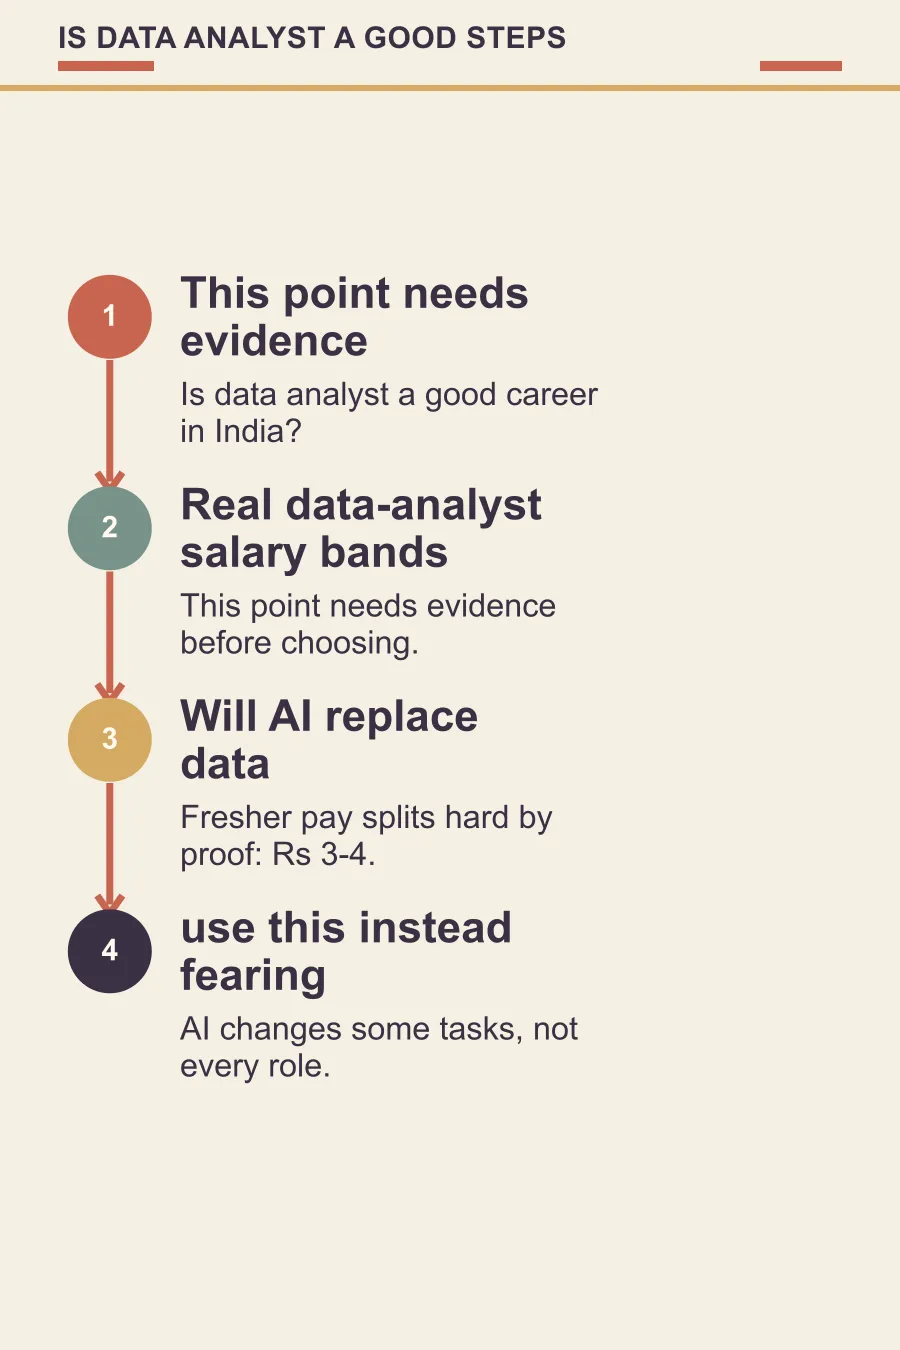 IS DATA ANALYST A GOOD STEPS
1
This point needs
evidence
Is data analyst a good career
in India?
2
Real data-analyst
salary bands
This point needs evidence
before choosing.
3
Will AI replace
data
Fresher pay splits hard by
proof: Rs 3-4.
4
use this instead
fearing
AI changes some tasks, not
every role.